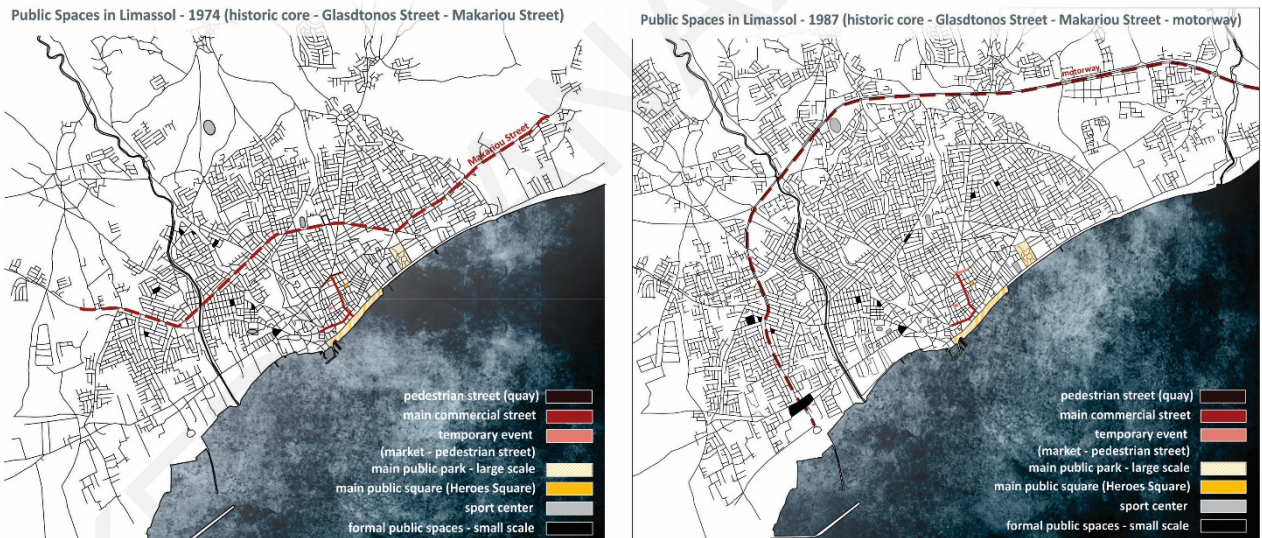 Public Spaces in Limassol - 1974 (historic core - Glasdtonos Street - Makariou Street)
Makariou Street
pedestrian street (quay)
main commercial street
temporary event
(market - pedestrian street)
main public park - large scale
main public square (Heroes Square)
sport center
formal public spaces - small scale
Public Spaces in Limassol - 1987 (historic core - Glasdtonos Street - Makariou Street - motorway)
motorway
pedestrian street (quay)
main commercial street
temporary event
(market - pedestrian street)
main public park - large scale
main public square (Heroes Square)
sport center
formal public spaces - small scale